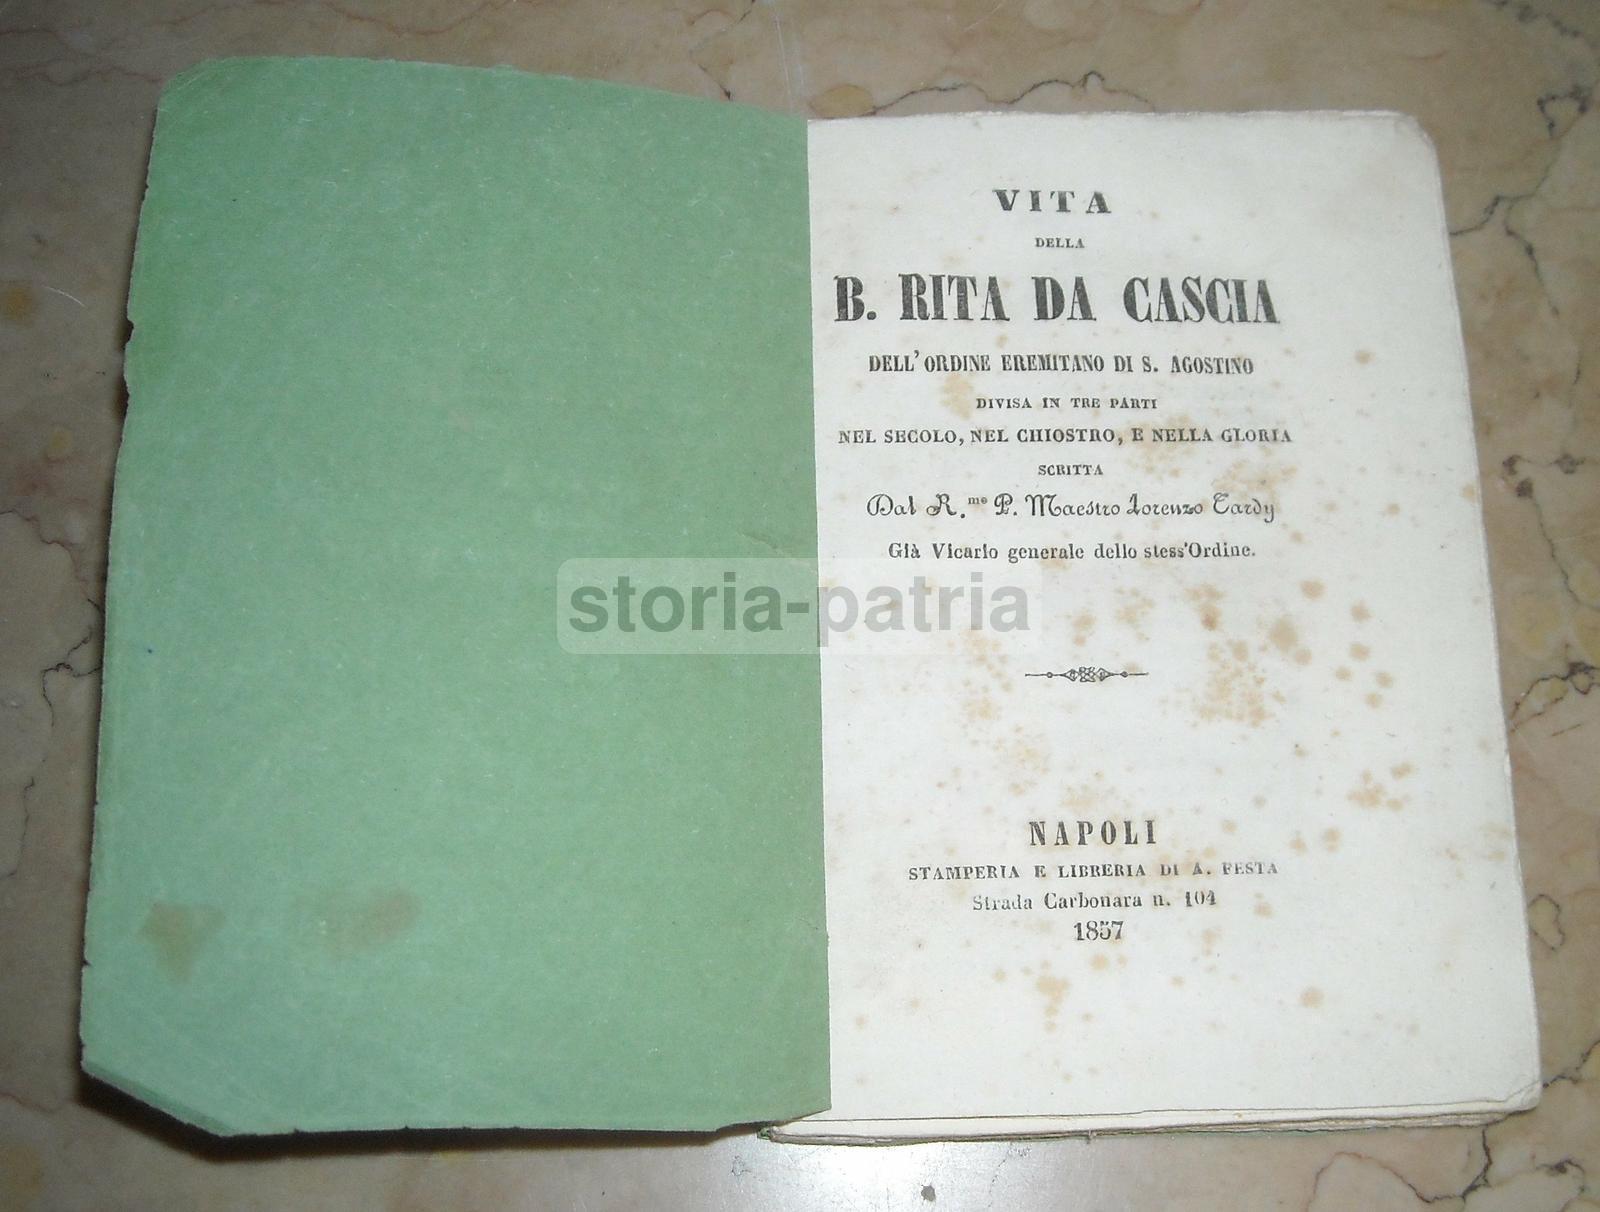 VITA
DELLA
B. RITA DA CASCIA
DELL' ORDINE EREMITANO DI S. AGOSTINO
DIVISA IN TRE PARTI
NEL SECOLO, NEL CHIOSTRO, E NELLA GLORIA
SCRITTA
Dal R.me P. Maestro Lorenzo Tardy
Già Vicario generale dello stess'Ordine.
storia-patria
NAPOLI
STAMPERIA E LIBRERIA DI A. FESTA
Strada Carbonara n. 104
1857